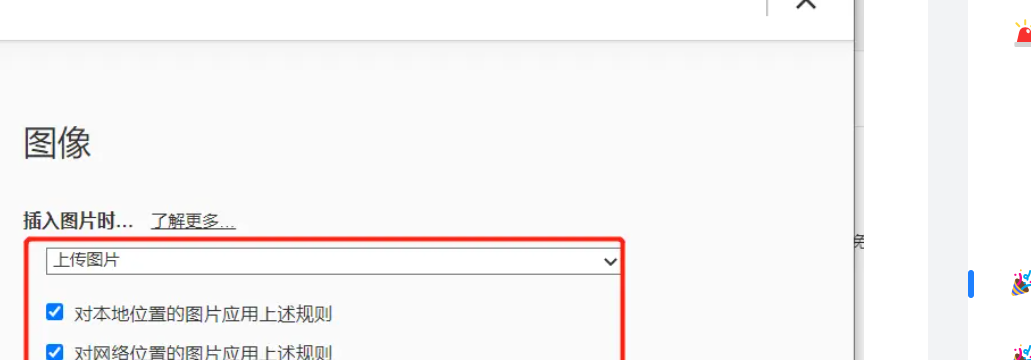 图像
插入图片时... 了解更多...
上传图片
对本地位置的图片应用上述规则
对网络位置的图片应用上述规则